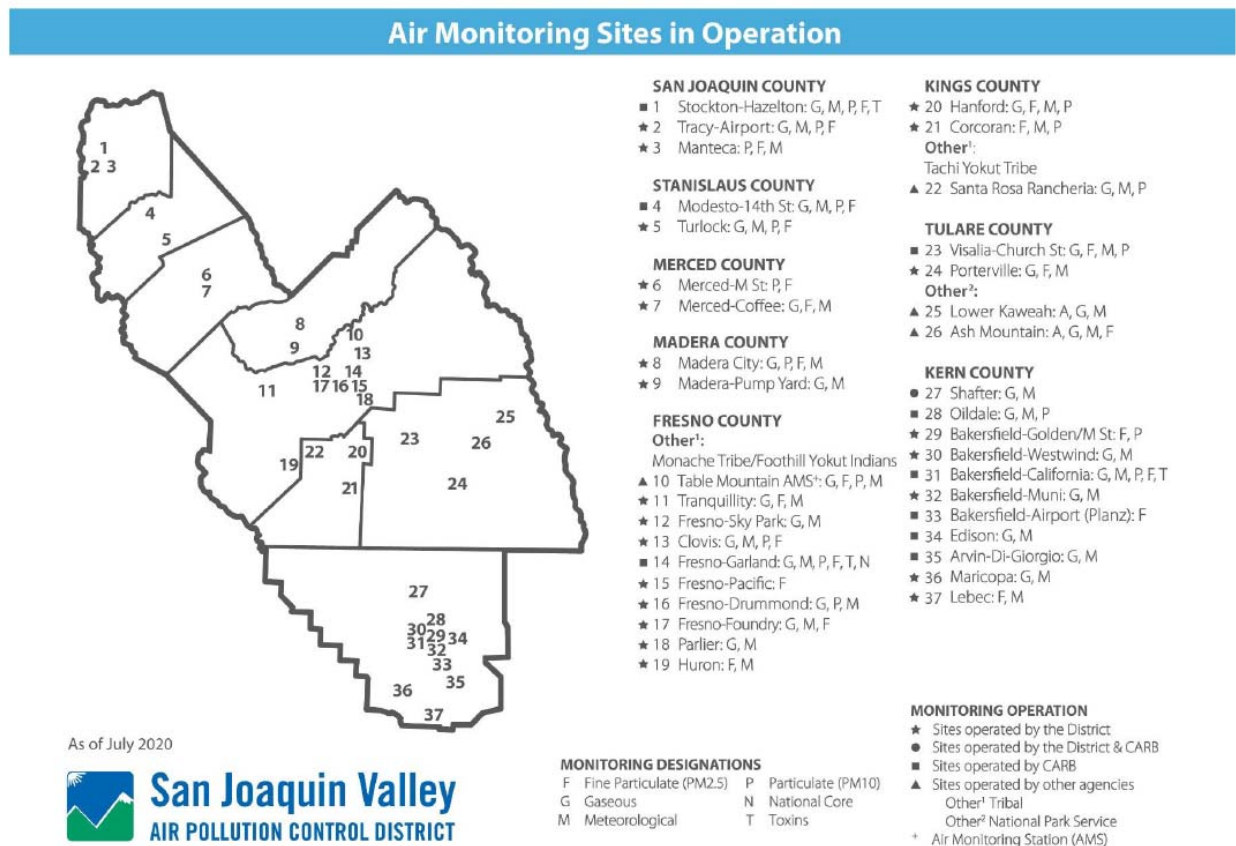 Air Monitoring Sites in Operation
1
2 3
4
5
6
7
8
9
10
11
12
13
14
15
16
17
18
19
20
21
22
23
24
25
26
27
28
29
30
31
32
33
34
35
36
37
As of July 2020
San Joaquin Valley
AIR POLLUTION CONTROL DISTRICT
SAN JOAQUIN COUNTY
■ 1 Stockton-Hazelton: G, M, P, F, T
★ 2 Tracy-Airport: G, M, P, F
★ 3 Manteca: P, F, M
STANISLAUS COUNTY
■ 4 Modesto-14th St: G, M, P, F
★ 5 Turlock: G, M, P, F
MERCED COUNTY
★ 6 Merced-M St: P, F
★ 7 Merced-Coffee: G, F, M
MADERA COUNTY
★ 8 Madera City: G, P, F, M
★ 9 Madera-Pump Yard: G, M
FRESNO COUNTY
Other¹:
Monache Tribe/Foothill Yokut Indians
▲ 10 Table Mountain AMS⁺: G, F, P, M
★ 11 Tranquillity: G, F, M
★ 12 Fresno-Sky Park: G, M
★ 13 Clovis: G, M, P, F
■ 14 Fresno-Garland: G, M, P, F, T, N
★ 15 Fresno-Pacific: F
★ 16 Fresno-Drummond: G, P, M
★ 17 Fresno-Foundry: G, M, F
★ 18 Parlier: G, M
★ 19 Huron: F, M
KINGS COUNTY
★ 20 Hanford: G, F, M, P
★ 21 Corcoran: F, M, P
Other¹:
Tachi Yokut Tribe
▲ 22 Santa Rosa Rancheria: G, M, P
TULARE COUNTY
■ 23 Visalia-Church St: G, F, M, P
★ 24 Porterville: G, F, M
Other²:
▲ 25 Lower Kaweah: A, G, M
▲ 26 Ash Mountain: A, G, M, F
KERN COUNTY
● 27 Shafter: G, M
■ 28 Oildale: G, M, P
★ 29 Bakersfield-Golden/M St: F, P
★ 30 Bakersfield-Westwind: G, M
■ 31 Bakersfield-California: G, M, P, F, T
★ 32 Bakersfield-Muni: G, M
■ 33 Bakersfield-Airport (Planz): F
■ 34 Edison: G, M
■ 35 Arvin-Di-Giorgio: G, M
★ 36 Maricopa: G, M
★ 37 Lebec: F, M
MONITORING DESIGNATIONS
F Fine Particulate (PM2.5) P Particulate (PM10)
G Gaseous N National Core
M Meteorological T Toxins
MONITORING OPERATION
★ Sites operated by the District
● Sites operated by the District & CARB
■ Sites operated by CARB
▲ Sites operated by other agencies
Other¹ Tribal
Other² National Park Service
⁺ Air Monitoring Station (AMS)